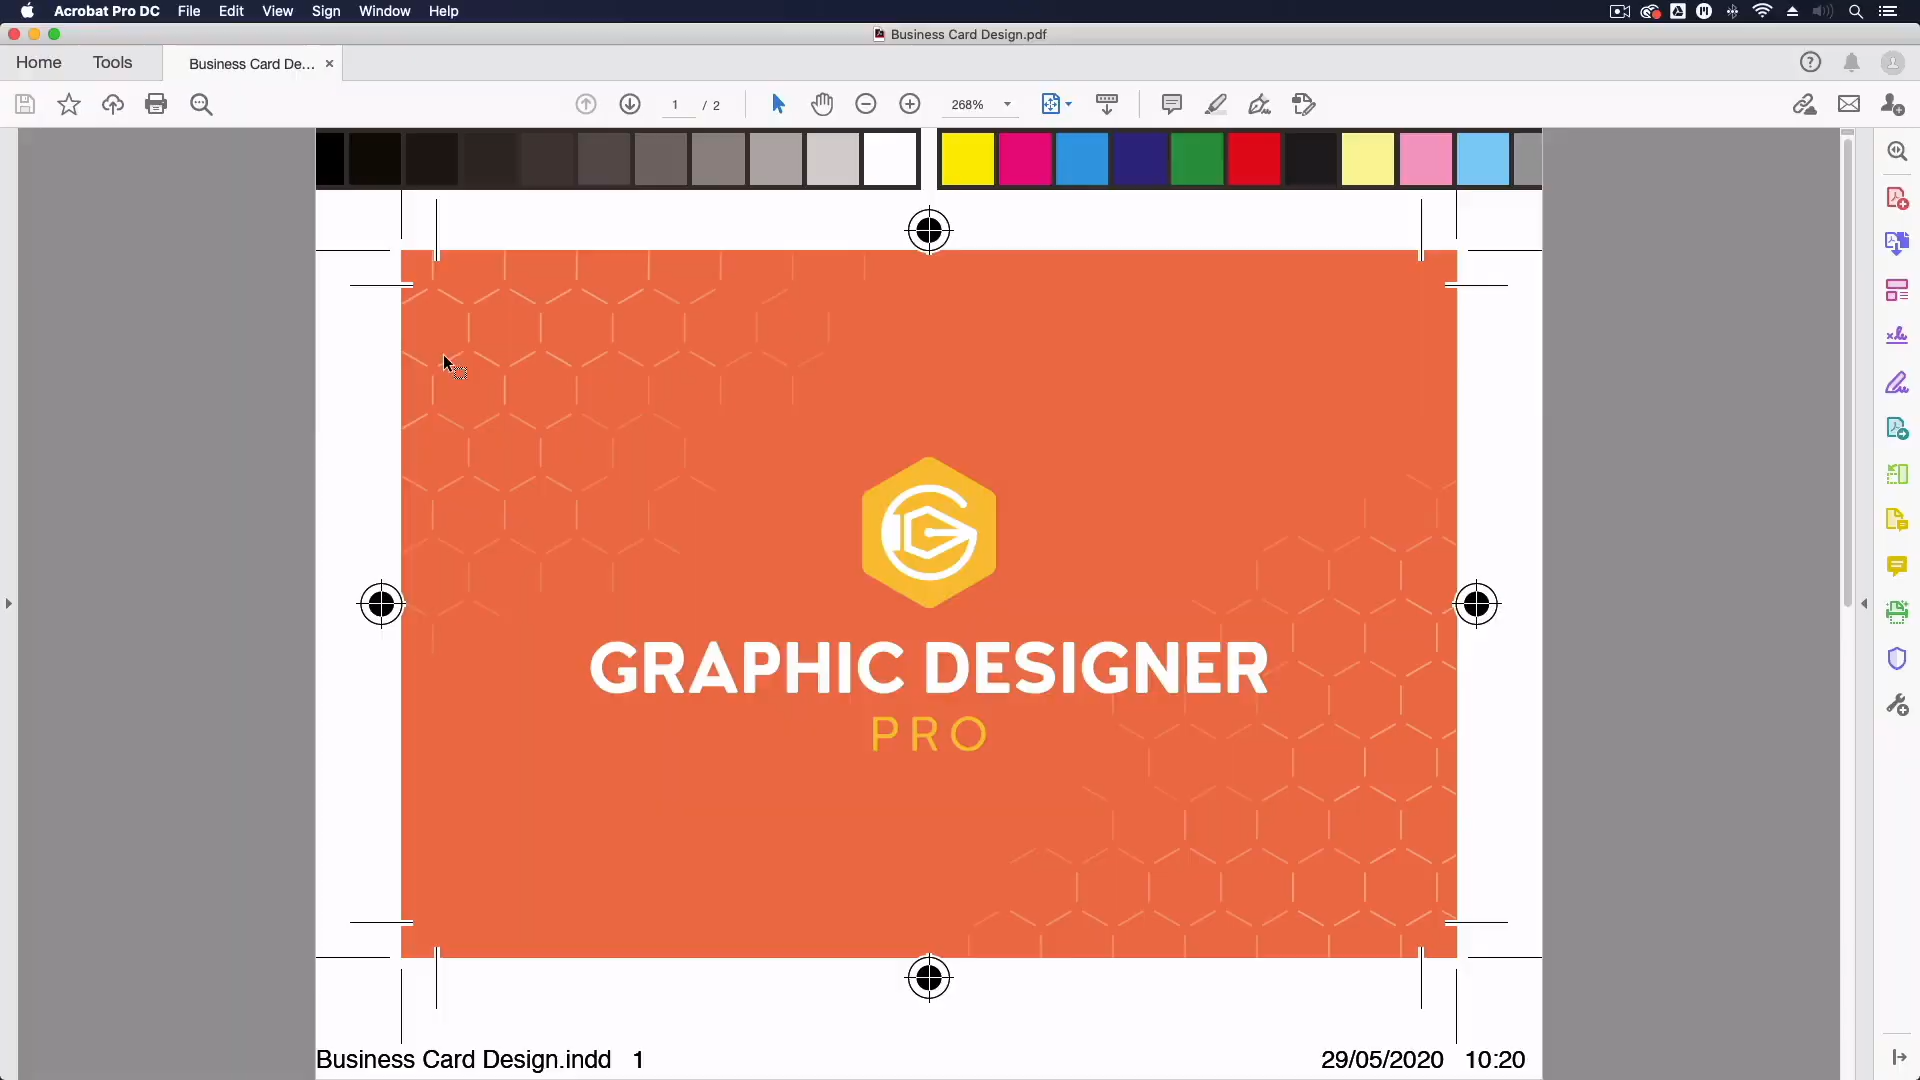 Acrobat Pro DC File Edit View Sign Window Help
Business Card Design.pdf
Home Tools Business Card De... ×
1 / 2 268%
GRAPHIC DESIGNER
PRO
Business Card Design.indd 1 29/05/2020 10:20